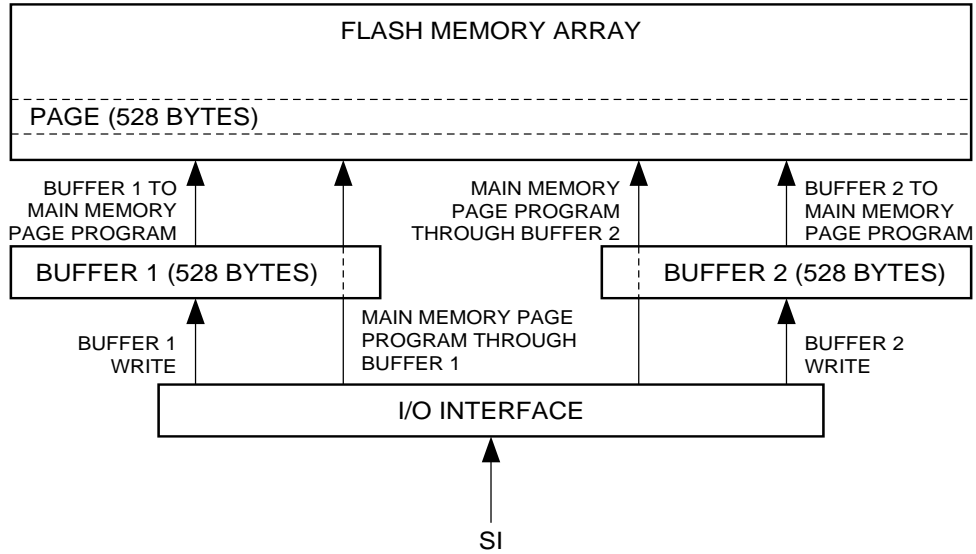 FLASH MEMORY ARRAY
PAGE (528 BYTES)
BUFFER 1 TO
MAIN MEMORY
PAGE PROGRAM
MAIN MEMORY
PAGE PROGRAM
THROUGH BUFFER 2
BUFFER 2 TO
MAIN MEMORY
PAGE PROGRAM
BUFFER 1 (528 BYTES)
BUFFER 2 (528 BYTES)
BUFFER 1
WRITE
MAIN MEMORY PAGE
PROGRAM THROUGH
BUFFER 1
BUFFER 2
WRITE
I/O INTERFACE
SI